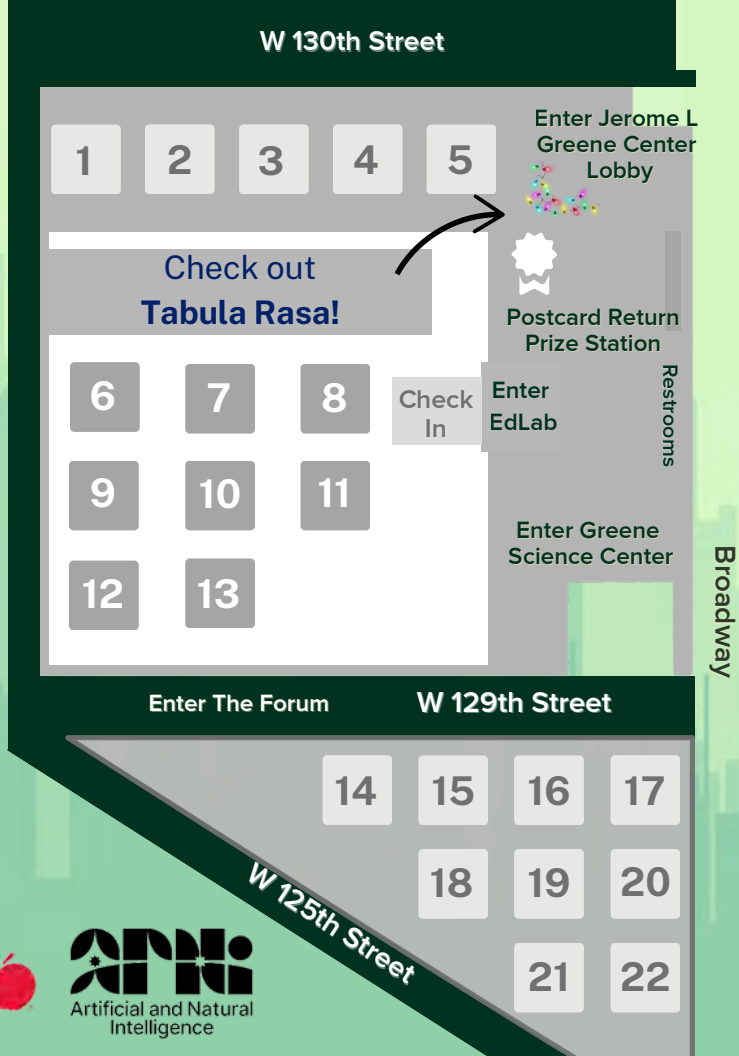 W 130th Street
Enter Jerome L
Greene Center
Lobby
1 2 3 4 5
Check out
Tabula Rasa!
Postcard Return
Prize Station
6 7 8
Check
In
Enter
EdLab
Restrooms
9 10 11
Enter Greene
Science Center
12 13
Broadway
Enter The Forum
W 129th Street
14 15 16 17
18 19 20
W 125th Street
21 22
ARNI
Artificial and Natural
Intelligence